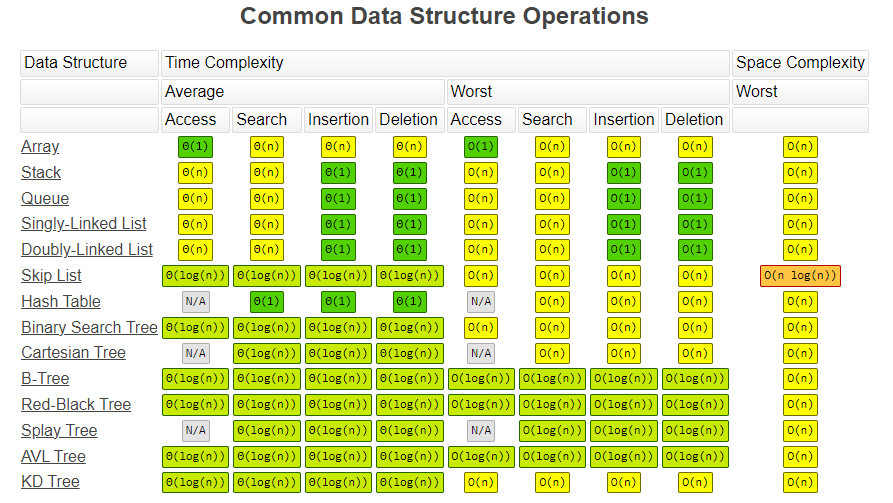 Common Data Structure Operations
Data Structure Time Complexity Space Complexity
Average Worst Worst
Access Search Insertion Deletion Access Search Insertion Deletion
Array Θ(1) Θ(n) Θ(n) Θ(n) O(1) O(n) O(n) O(n) O(n)
Stack Θ(n) Θ(n) Θ(1) Θ(1) O(n) O(n) O(1) O(1) O(n)
Queue Θ(n) Θ(n) Θ(1) Θ(1) O(n) O(n) O(1) O(1) O(n)
Singly-Linked List Θ(n) Θ(n) Θ(1) Θ(1) O(n) O(n) O(1) O(1) O(n)
Doubly-Linked List Θ(n) Θ(n) Θ(1) Θ(1) O(n) O(n) O(1) O(1) O(n)
Skip List Θ(log(n)) Θ(log(n)) Θ(log(n)) Θ(log(n)) O(n) O(n) O(n) O(n) O(n log(n))
Hash Table N/A Θ(1) Θ(1) Θ(1) N/A O(n) O(n) O(n) O(n)
Binary Search Tree Θ(log(n)) Θ(log(n)) Θ(log(n)) Θ(log(n)) O(n) O(n) O(n) O(n) O(n)
Cartesian Tree N/A Θ(log(n)) Θ(log(n)) Θ(log(n)) N/A O(n) O(n) O(n) O(n)
B-Tree Θ(log(n)) Θ(log(n)) Θ(log(n)) Θ(log(n)) O(log(n)) O(log(n)) O(log(n)) O(log(n)) O(n)
Red-Black Tree Θ(log(n)) Θ(log(n)) Θ(log(n)) Θ(log(n)) O(log(n)) O(log(n)) O(log(n)) O(log(n)) O(n)
Splay Tree N/A Θ(log(n)) Θ(log(n)) Θ(log(n)) N/A O(log(n)) O(log(n)) O(log(n)) O(n)
AVL Tree Θ(log(n)) Θ(log(n)) Θ(log(n)) Θ(log(n)) O(log(n)) O(log(n)) O(log(n)) O(log(n)) O(n)
KD Tree Θ(log(n)) Θ(log(n)) Θ(log(n)) Θ(log(n)) O(n) O(n) O(n) O(n) O(n)